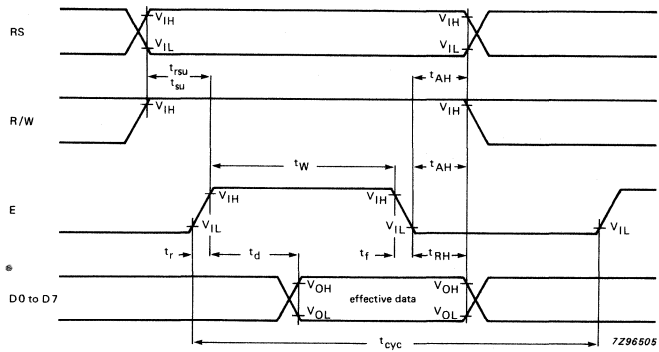 RS
VIH
VIL
VIH
VIL
trsu
tsu
tAH
R/W
VIH
VIH
tW
tAH
E
VIH
VIL
VIH
VIL
VIL
tr
td
tf
tRH
D0 to D7
VOH
VOL
effective data
VOH
VOL
tcyc
7Z96505